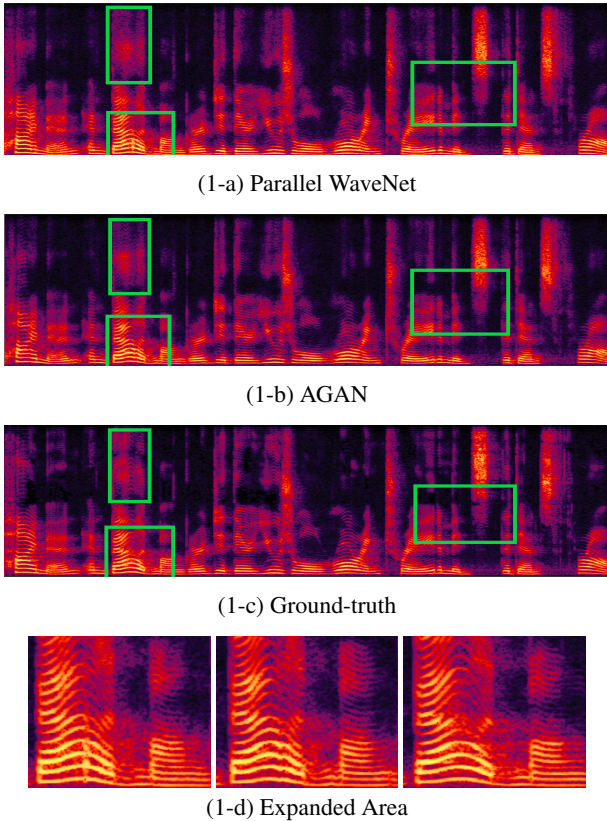 (1-a) Parallel WaveNet
(1-b) AGAN
(1-c) Ground-truth
(1-d) Expanded Area